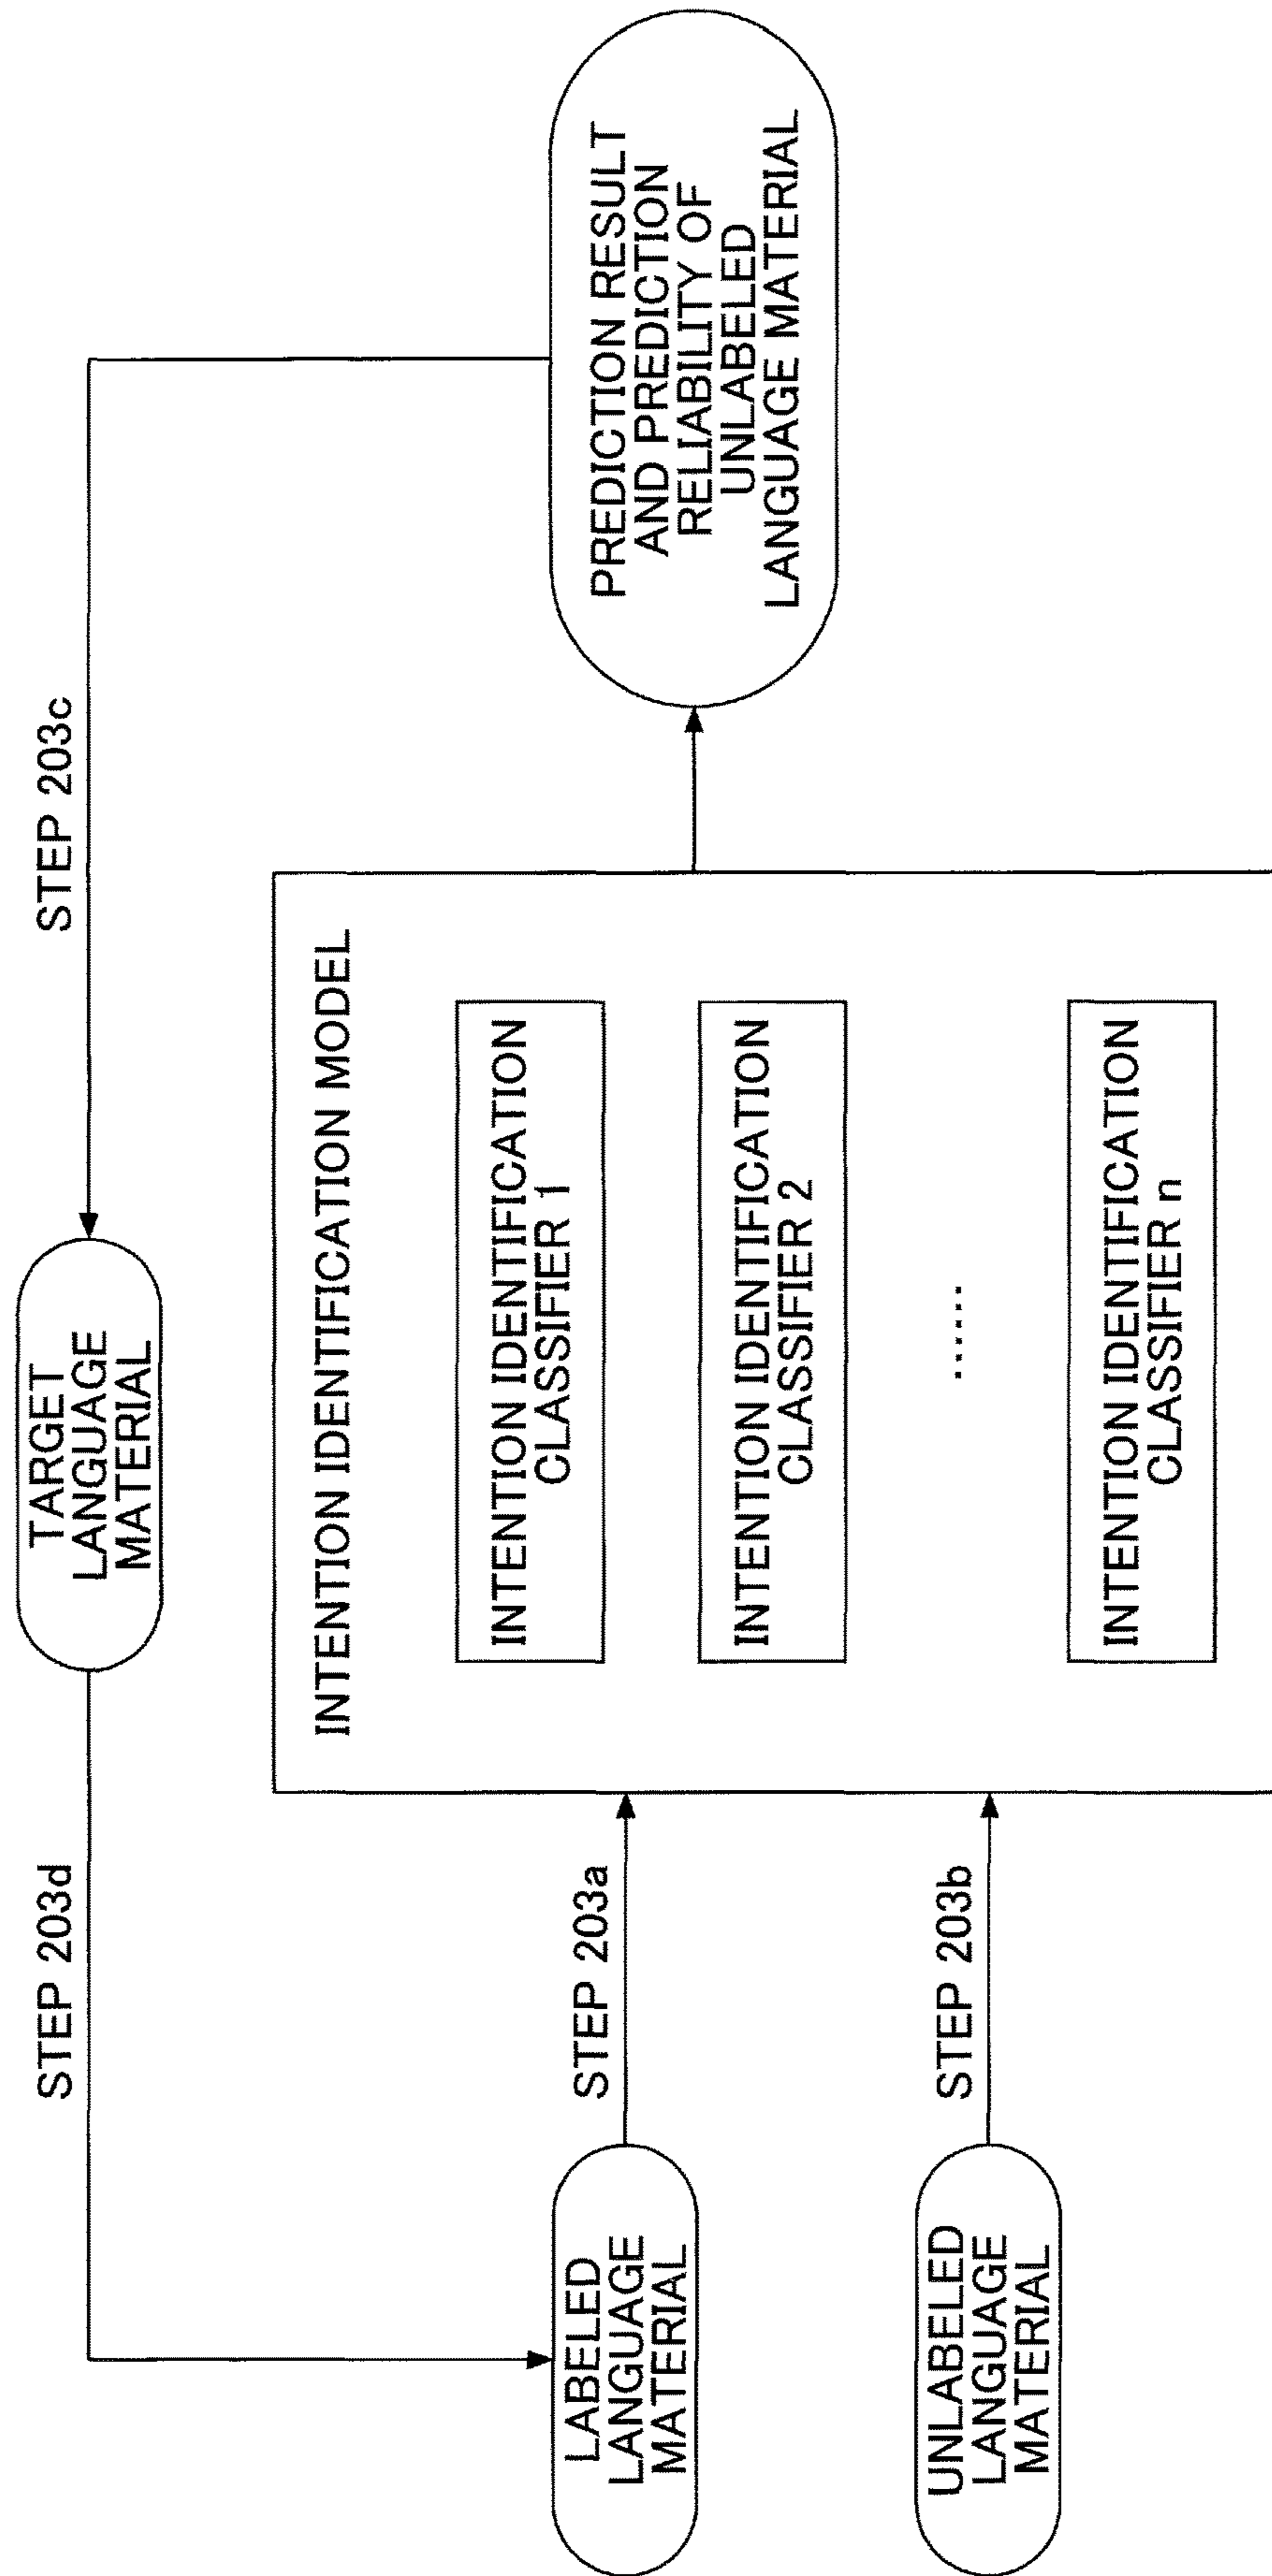 STEP 203d
TARGET
LANGUAGE
MATERIAL
STEP 203c
LABELED
LANGUAGE
MATERIAL
STEP 203a
UNLABELED
LANGUAGE
MATERIAL
STEP 203b
INTENTION IDENTIFICATION MODEL
INTENTION IDENTIFICATION
CLASSIFIER 1
INTENTION IDENTIFICATION
CLASSIFIER 2
......
INTENTION IDENTIFICATION
CLASSIFIER n
PREDICTION RESULT
AND PREDICTION
RELIABILITY OF
UNLABELED
LANGUAGE MATERIAL